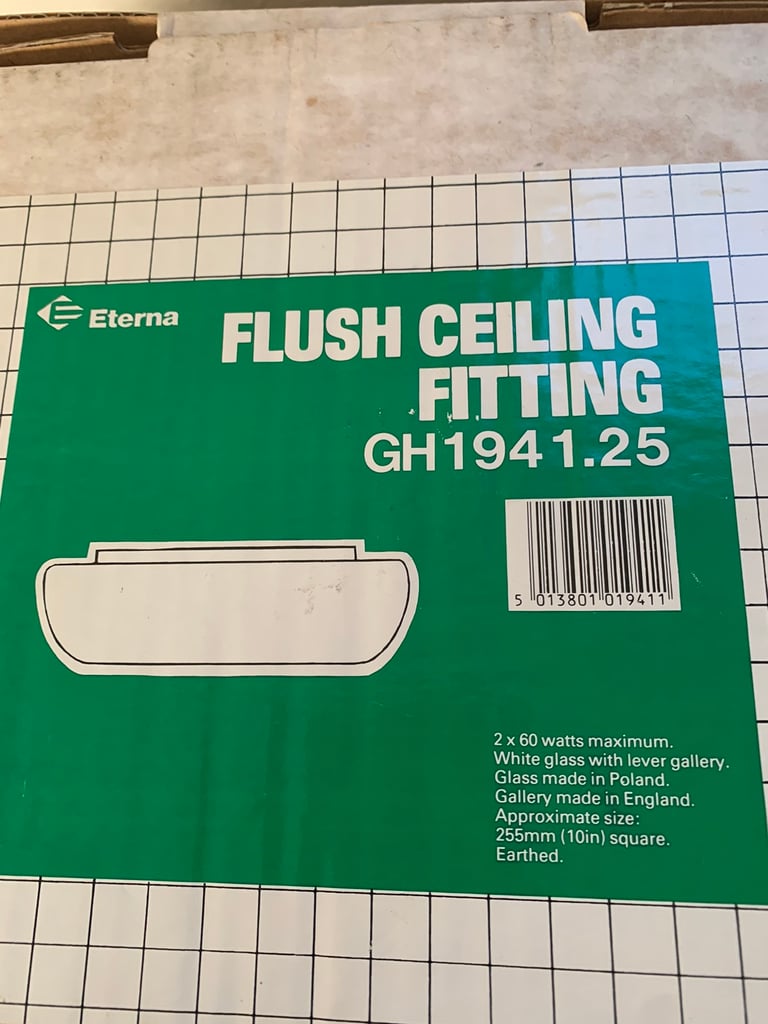 Eterna
FLUSH CEILING
FITTING
GH1941.25
5 013801 019411
2 x 60 watts maximum.
White glass with lever gallery.
Glass made in Poland.
Gallery made in England.
Approximate size:
255mm (10in) square.
Earthed.